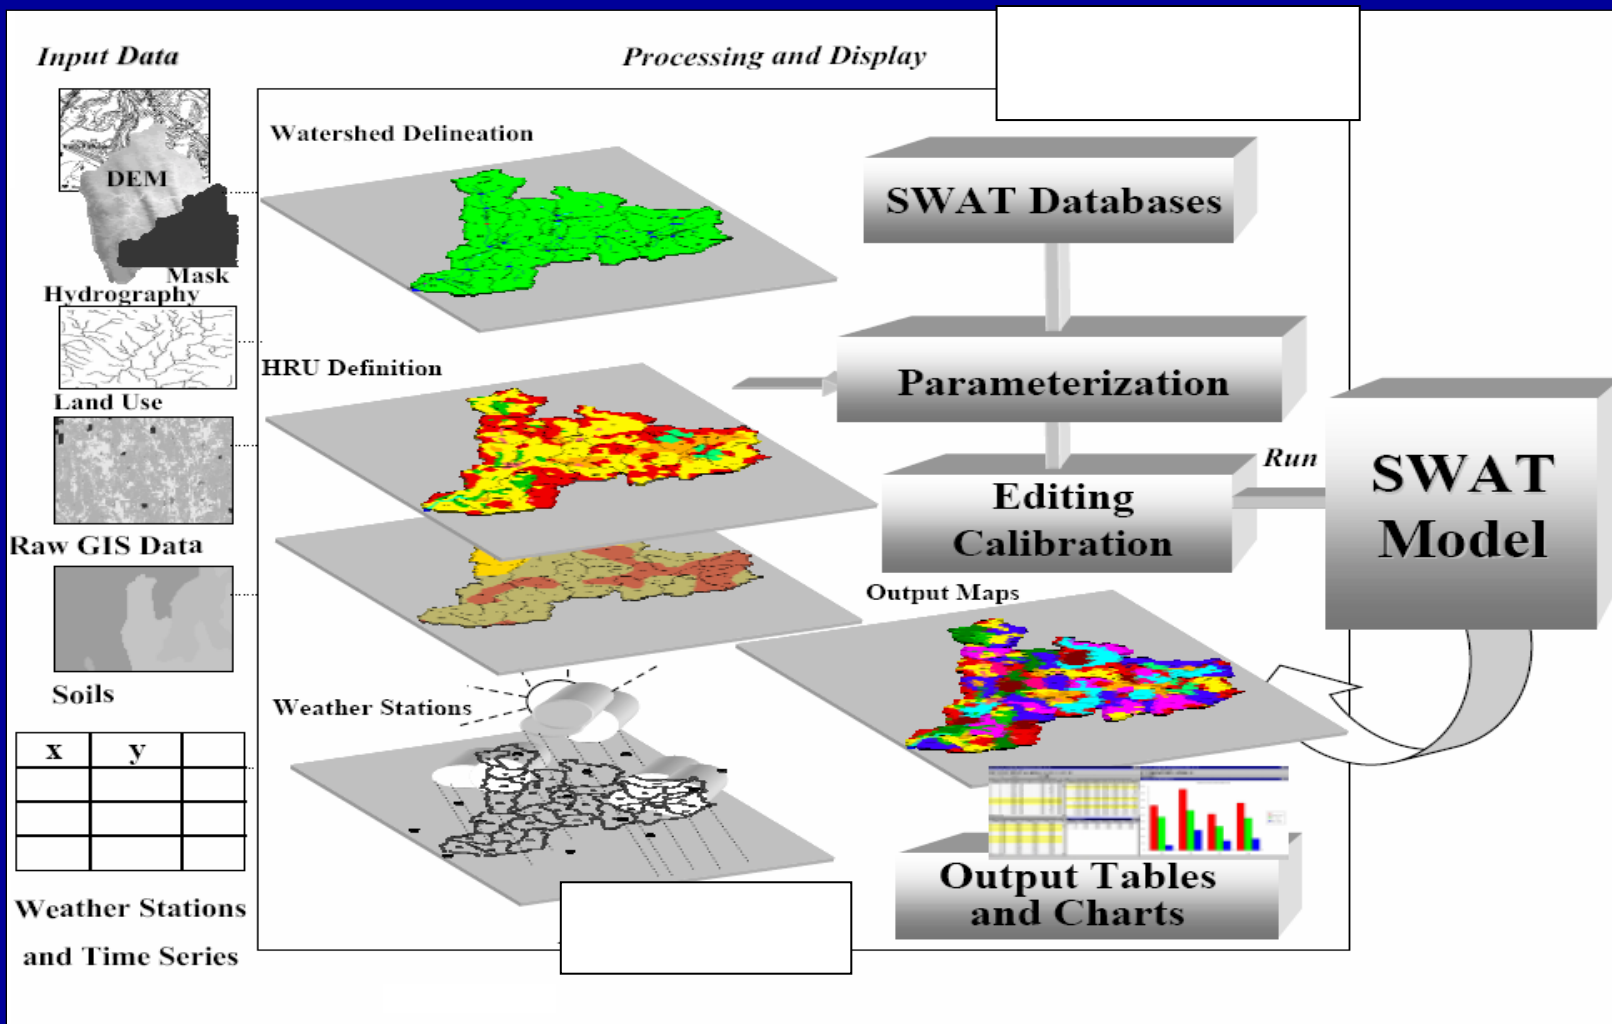 Input Data
Processing and Display
DEM
Mask
Hydrography
Land Use
Raw GIS Data
Soils
x y
Weather Stations
and Time Series
Watershed Delineation
HRU Definition
Weather Stations
SWAT Databases
Parameterization
Editing
Calibration
Run
SWAT
Model
Output Maps
Output Tables
and Charts